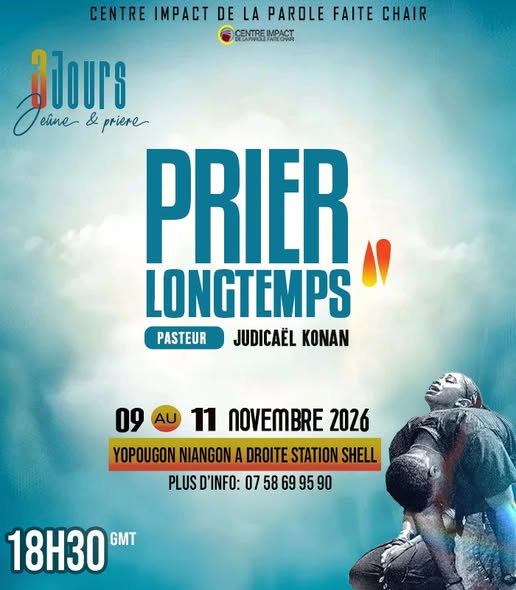 CENTRE IMPACT DE LA PAROLE FAITE CHAIR
CENTRE IMPACT
DE LA PAROLE FAITE CHAIR
3 Jours
Jeûne & prière
PRIER
LONGTEMPS
PASTEUR JUDICAËL KONAN
09 AU 11 NOVEMBRE 2026
YOPOUGON NIANGON A DROITE STATION SHELL
PLUS D'INFO: 07 58 69 95 90
18H30 GMT